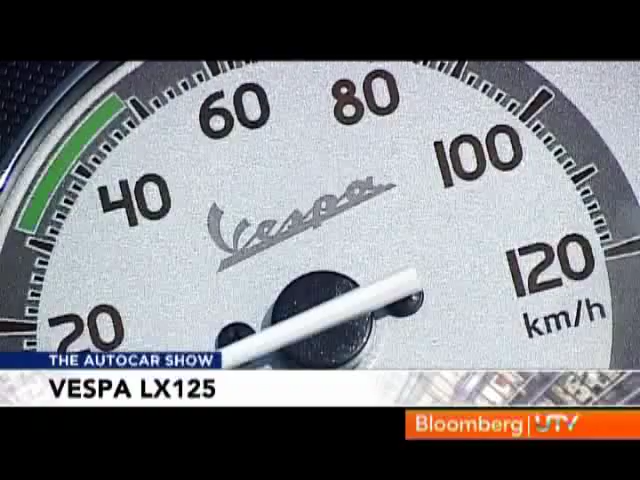 60
80
40
100
Vespa
120
20
km/h
THE AUTOCAR SHOW
VESPA LX125
Bloomberg | UTV